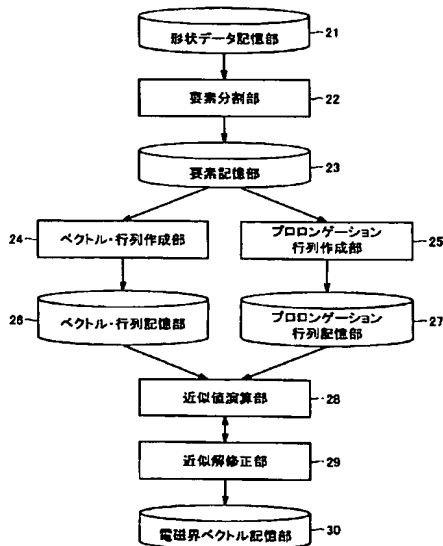 形状データ記憶部 21
要素分割部 22
要素記憶部 23
24 ベクトル・行列作成部
プロロンゲーション
行列作成部 25
26 ベクトル・行列記憶部
プロロンゲーション
行列記憶部 27
近似値演算部 28
近似解修正部 29
電磁界ベクトル記憶部 30